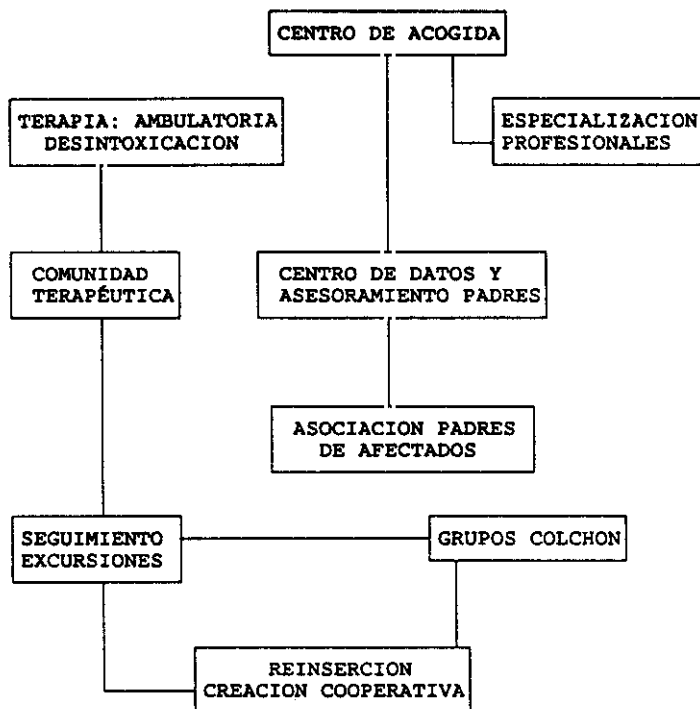 CENTRO DE ACOGIDA
TERAPIA: AMBULATORIA
DESINTOXICACION
ESPECIALIZACION
PROFESIONALES
COMUNIDAD
TERAPÉUTICA
CENTRO DE DATOS Y
ASESORAMIENTO PADRES
ASOCIACION PADRES
DE AFECTADOS
SEGUIMIENTO
EXCURSIONES
GRUPOS COLCHON
REINSERCION
CREACION COOPERATIVA